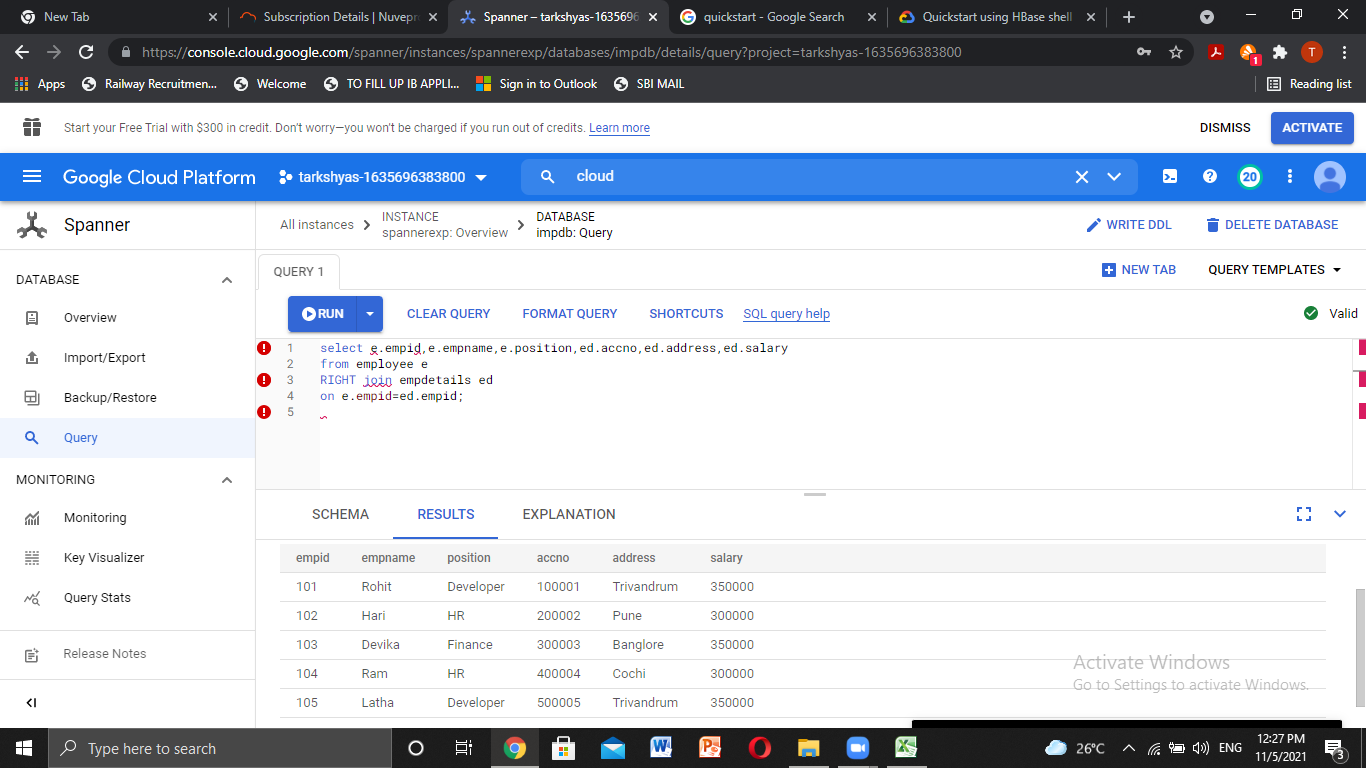 New Tab
Subscription Details | Nuvepr
Spanner – tarkshyas-1635696
quickstart - Google Search
Quickstart using HBase shell
https://console.cloud.google.com/spanner/instances/spannerexp/databases/impdb/details/query?project=tarkshyas-1635696383800
1
T
Apps
Railway Recruitmen...
Welcome
TO FILL UP IB APPLI...
Sign in to Outlook
SBI MAIL
Reading list
Start your Free Trial with $300 in credit. Don't worry—you won't be charged if you run out of credits. Learn more
DISMISS
ACTIVATE
Google Cloud Platform
tarkshyas-1635696383800
cloud
20
Spanner
All instances
INSTANCE
spannerexp: Overview
DATABASE
impdb: Query
WRITE DDL
DELETE DATABASE
DATABASE
Overview
Import/Export
Backup/Restore
Query
MONITORING
Monitoring
Key Visualizer
Query Stats
Release Notes
QUERY 1
NEW TAB
QUERY TEMPLATES
RUN
CLEAR QUERY
FORMAT QUERY
SHORTCUTS
SQL query help
Valid
1 select e.empid,e.empname,e.position,ed.accno,ed.address,ed.salary
2 from employee e
3 RIGHT join empdetails ed
4 on e.empid=ed.empid;
5
SCHEMA
RESULTS
EXPLANATION
empid empname position accno address salary
101 Rohit Developer 100001 Trivandrum 350000
102 Hari HR 200002 Pune 300000
103 Devika Finance 300003 Banglore 350000
104 Ram HR 400004 Cochi 300000
105 Latha Developer 500005 Trivandrum 350000
Activate Windows
Go to Settings to activate Windows.
Type here to search
26°C
ENG
12:27 PM
11/5/2021
3